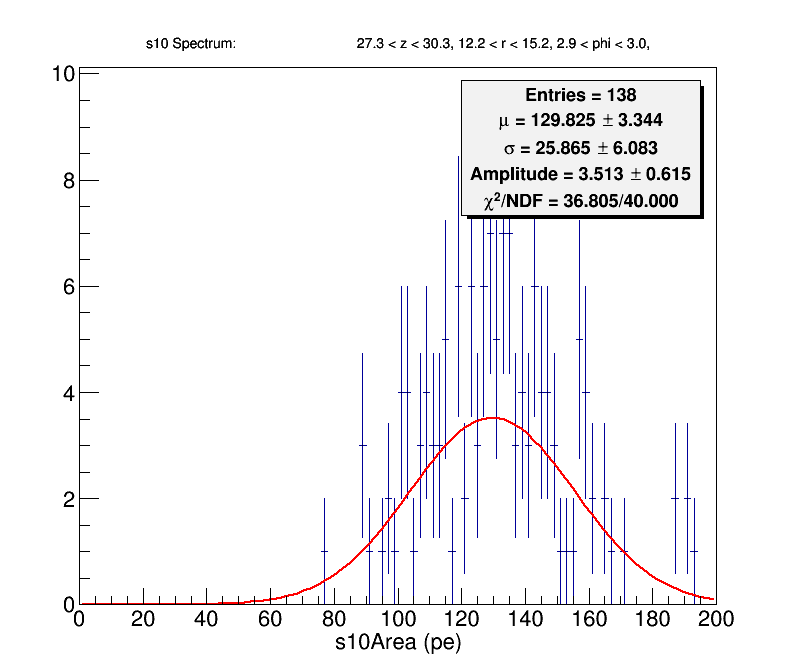 s10 Spectrum: 27.3 < z < 30.3, 12.2 < r < 15.2, 2.9 < phi < 3.0,
Entries = 138
μ = 129.825 ± 3.344
σ = 25.865 ± 6.083
Amplitude = 3.513 ± 0.615
χ²/NDF = 36.805/40.000
10
8
6
4
2
0
0 20 40 60 80 100 120 140 160 180 200
s10Area (pe)